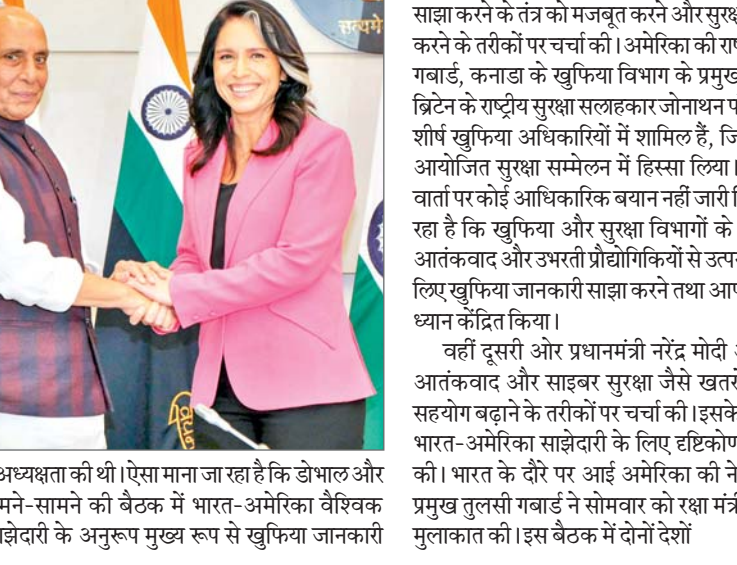 सत्यमे
अध्यक्षता की थी। ऐसा माना जा रहा है कि डोभाल और
मने-सामने की बैठक में भारत-अमेरिका वैश्विक
झेदारी के अनुरूप मुख्य रूप से खुफिया जानकारी
साझा करने के तंत्र को मजबूत करने और सुरक्ष
करने के तरीकों पर चर्चा की। अमेरिका की राष्
गबार्ड, कनाडा के खुफिया विभाग के प्रमुख
ब्रिटेन के राष्ट्रीय सुरक्षा सलाहकार जोनाथन प
शीर्ष खुफिया अधिकारियों में शामिल हैं, जि
आयोजित सुरक्षा सम्मेलन में हिस्सा लिया।
वार्ता पर कोई आधिकारिक बयान नहीं जारी
रहा है कि खुफिया और सुरक्षा विभागों के
आतंकवाद और उभरती प्रौद्योगिकियों से उत्प
लिए खुफिया जानकारी साझा करने तथा आप
ध्यान केंद्रित किया।
वहीं दूसरी ओर प्रधानमंत्री नरेंद्र मोदी
आतंकवाद और साइबर सुरक्षा जैसे खतरे
सहयोग बढ़ाने के तरीकों पर चर्चा की। इसके
भारत-अमेरिका साझेदारी के लिए दृष्टिकोण
की। भारत के दौरे पर आई अमेरिका की ने
प्रमुख तुलसी गबार्ड ने सोमवार को रक्षा मंत्री
मुलाकात की। इस बैठक में दोनों देशों